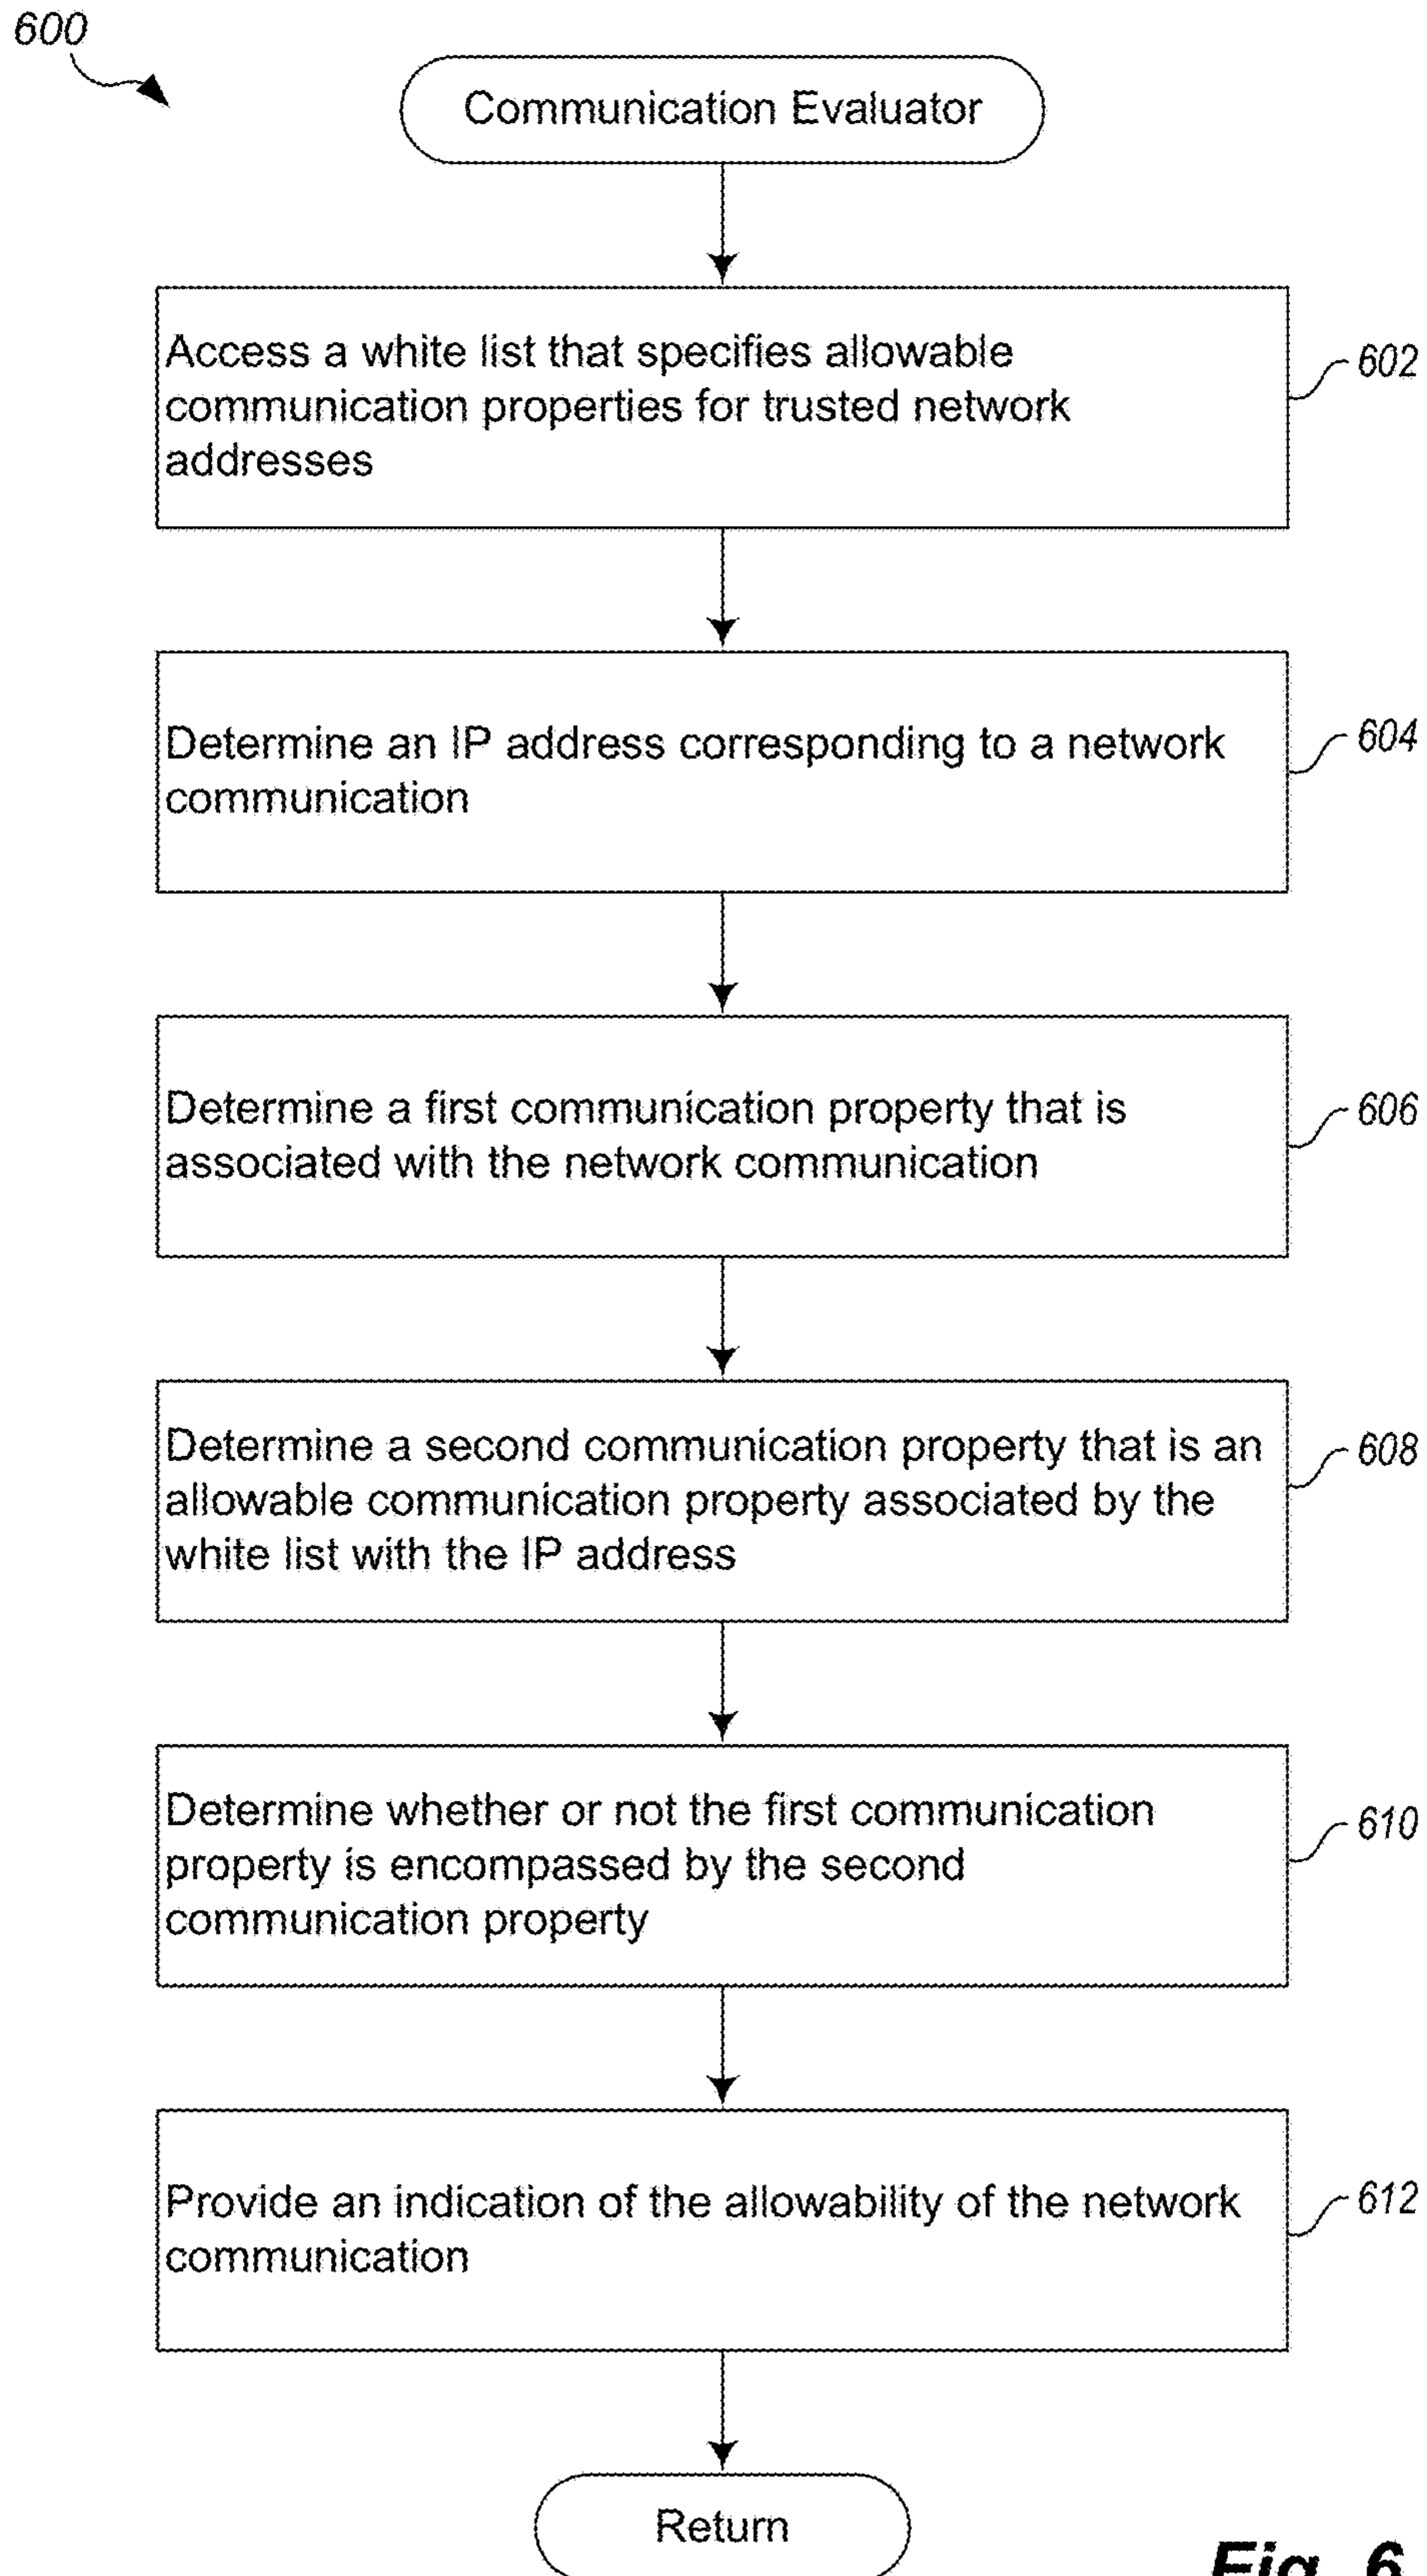 600
Communication Evaluator
Access a white list that specifies allowable
communication properties for trusted network
addresses
602
Determine an IP address corresponding to a network
communication
604
Determine a first communication property that is
associated with the network communication
606
Determine a second communication property that is an
allowable communication property associated by the
white list with the IP address
608
Determine whether or not the first communication
property is encompassed by the second
communication property
610
Provide an indication of the allowability of the network
communication
612
Return
Fig. 6